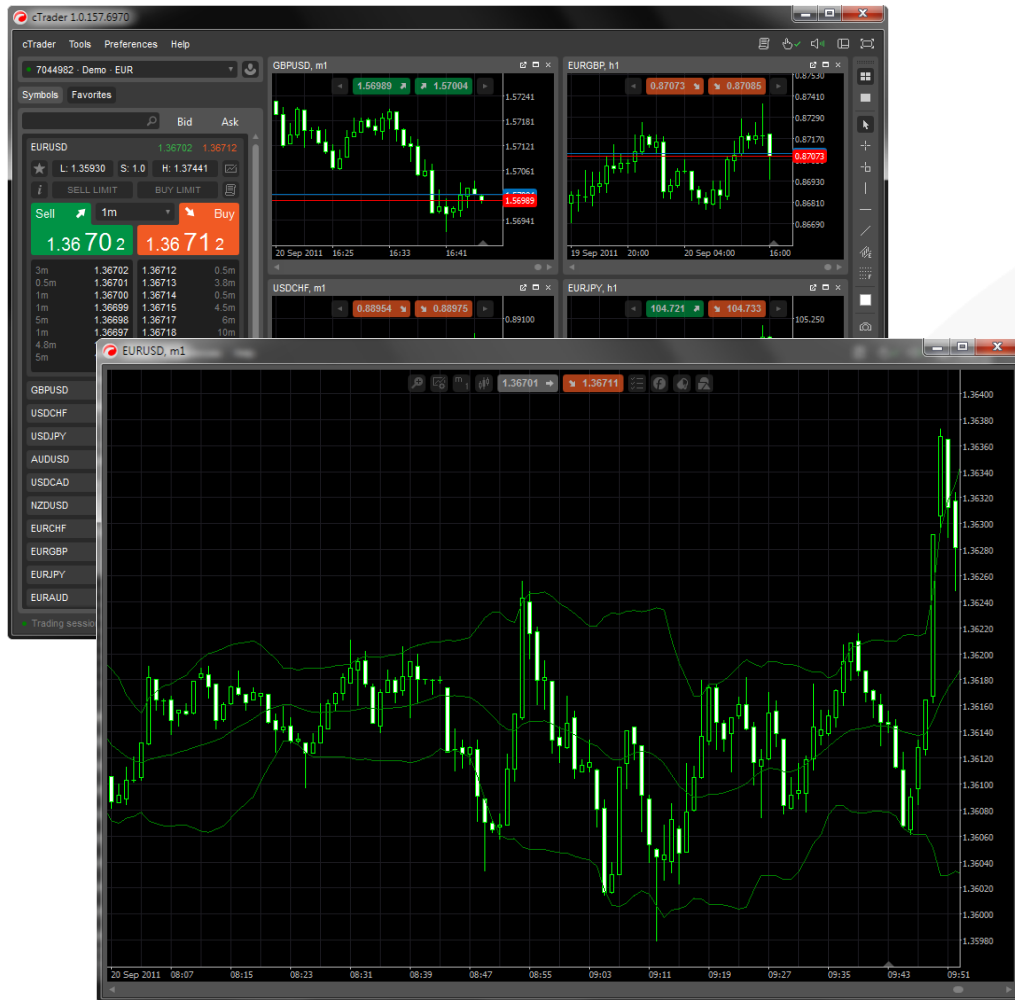 cTrader 1.0.157.6970
cTrader Tools Preferences Help
7044982 - Demo - EUR
Symbols Favorites
Bid Ask
EURUSD 1.36702 1.36712
L: 1.35930 S: 1.0 H: 1.37441
i SELL LIMIT BUY LIMIT
Sell 1m Buy
1.36 70 2 1.36 71 2
3m 1.36702 1.36712 0.5m
0.5m 1.36701 1.36713 3.8m
1m 1.36700 1.36714 0.5m
1m 1.36699 1.36715 4.5m
5m 1.36698 1.36717 6m
1m 1.36697 1.36718 10m
4.8m
5m
GBPUSD
USDCHF
USDJPY
AUDUSD
USDCAD
NZDUSD
EURCHF
EURGBP
EURJPY
EURAUD
Trading sessio
GBPUSD, m1
1.56989 1.57004
1.57241
1.57181
1.57121
1.57061
1.56989
1.56941
20 Sep 2011 16:25 16:33 16:41
EURGBP, h1
0.87073 0.87085
0.87530
0.87410
0.87290
0.87170
0.87073
0.86930
0.86810
0.86690
19 Sep 2011 20:00 20 Sep 04:00 16:00
USDCHF, m1
0.88954 0.88975
0.89100
EURJPY, h1
104.721 104.733
105.250
EURUSD, m1
m1 1.36701 1.36711
1.36400
1.36380
1.36360
1.36340
1.36320
1.36300
1.36280
1.36260
1.36240
1.36220
1.36200
1.36180
1.36160
1.36140
1.36120
1.36100
1.36080
1.36060
1.36040
1.36020
1.36000
1.35980
20 Sep 2011 08:07 08:15 08:23 08:31 08:39 08:47 08:55 09:03 09:11 09:19 09:27 09:35 09:43 09:51